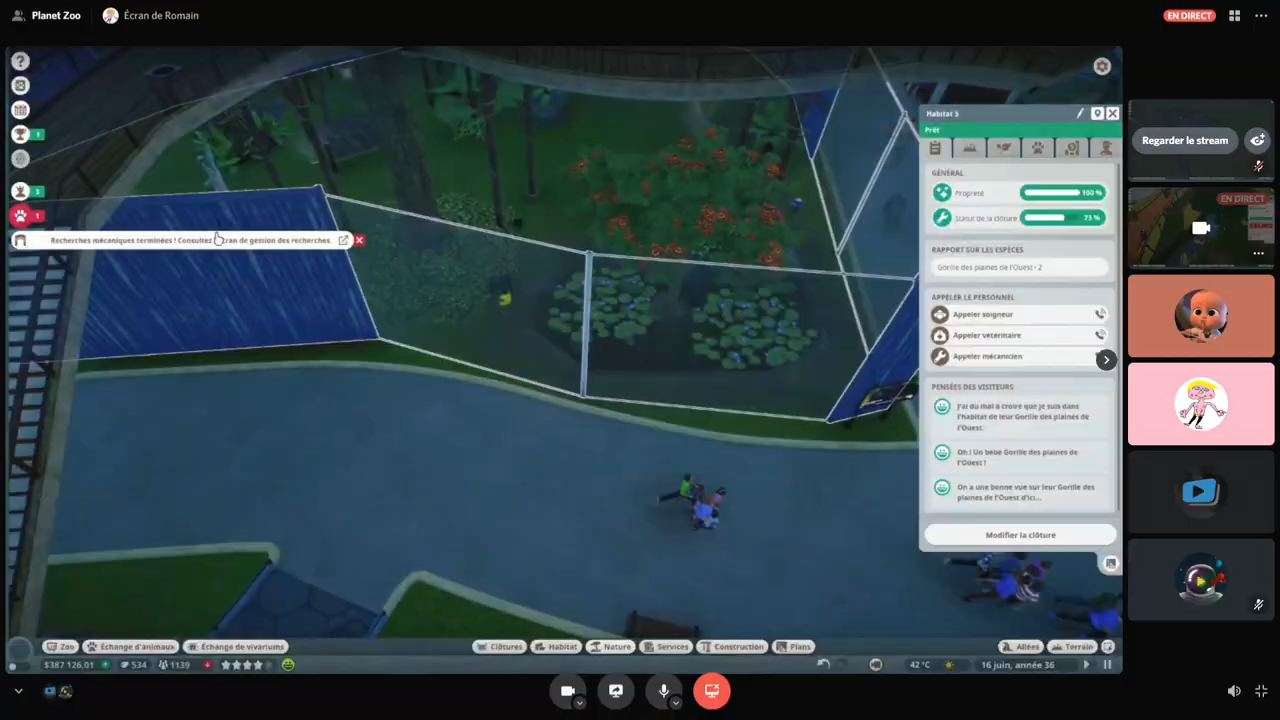 Planet Zoo
Écran de Romain
EN DIRECT
Habitat 5
Prêt
GÉNÉRAL
Propreté 100 %
Statut de la clôture 73 %
RAPPORT SUR LES ESPÈCES
Gorille des plaines de l'Ouest - 2
APPELER LE PERSONNEL
Appeler soigneur
Appeler vétérinaire
Appeler mécanicien
PENSÉES DES VISITEURS
J'ai du mal à croire que je suis dans
l'habitat de leur Gorille des plaines de
l'Ouest.
Oh ! Un bébé Gorille des plaines de
l'Ouest !
On a une bonne vue sur leur Gorille des
plaines de l'Ouest d'ici...
Modifier la clôture
1
3
1
Recherches mécaniques terminées ! Consultez écran de gestion des recherches.
Regarder le stream
EN DIRECT
Zoo
Échange d'animaux
Échange de vivariums
Clôtures
Habitat
Nature
Services
Construction
Plans
Allées
Terrain
$387 126,01
534
1139
42 °C
16 juin, année 36